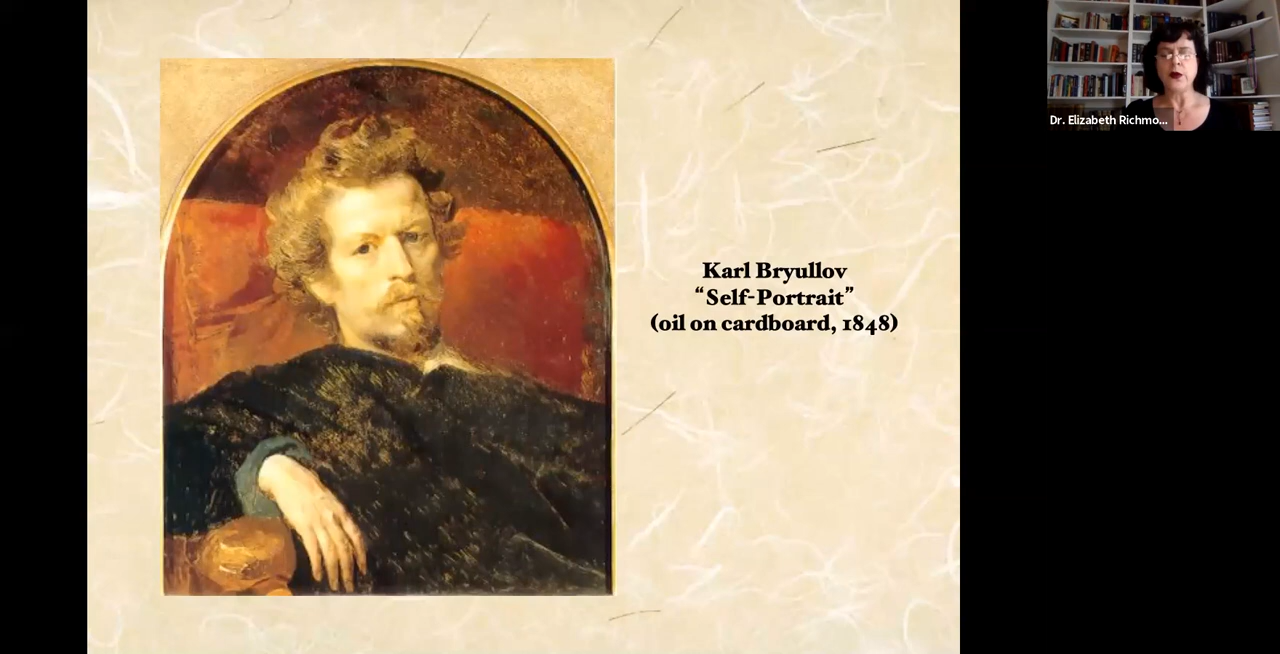 Karl Bryullov
“Self-Portrait”
(oil on cardboard, 1848)
Dr. Elizabeth Richmo...